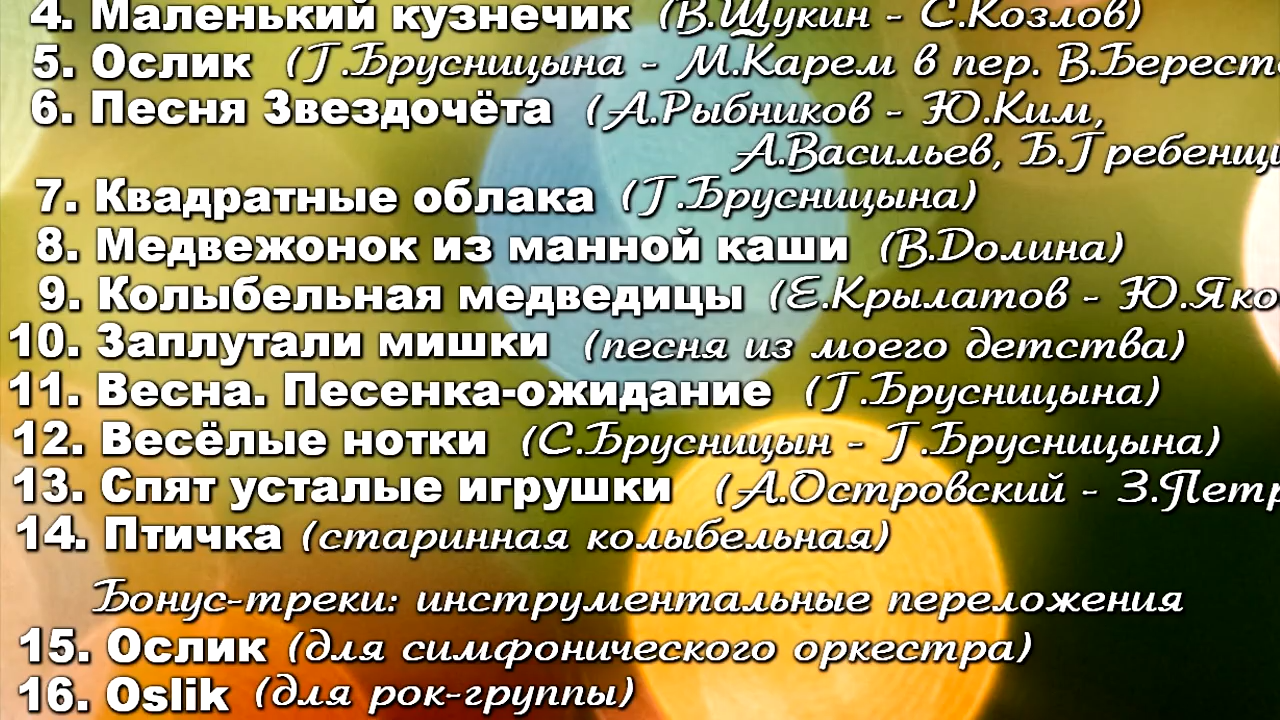 4. Маленький кузнечик (В.Щукин - С.Козлов)
5. Ослик (Г.Брусницына - М.Карем в пер. В.Берест
6. Песня Звездочёта (А.Рыбников - Ю.Ким,
А.Васильев, Б.Гребенщи
7. Квадратные облака (Г.Брусницына)
8. Медвежонок из манной каши (В.Долина)
9. Колыбельная медведицы (Е.Крылатов - Ю.Яко
10. Заплутали мишки (песня из моего детства)
11. Весна. Песенка-ожидание (Г.Брусницына)
12. Весёлые нотки (С.Брусницын - Г.Брусницына)
13. Спят усталые игрушки (А.Островский - З.Петр
14. Птичка (старинная колыбельная)
Бонус-треки: инструментальные переложения
15. Ослик (для симфонического оркестра)
16. Oslik (для рок-группы)